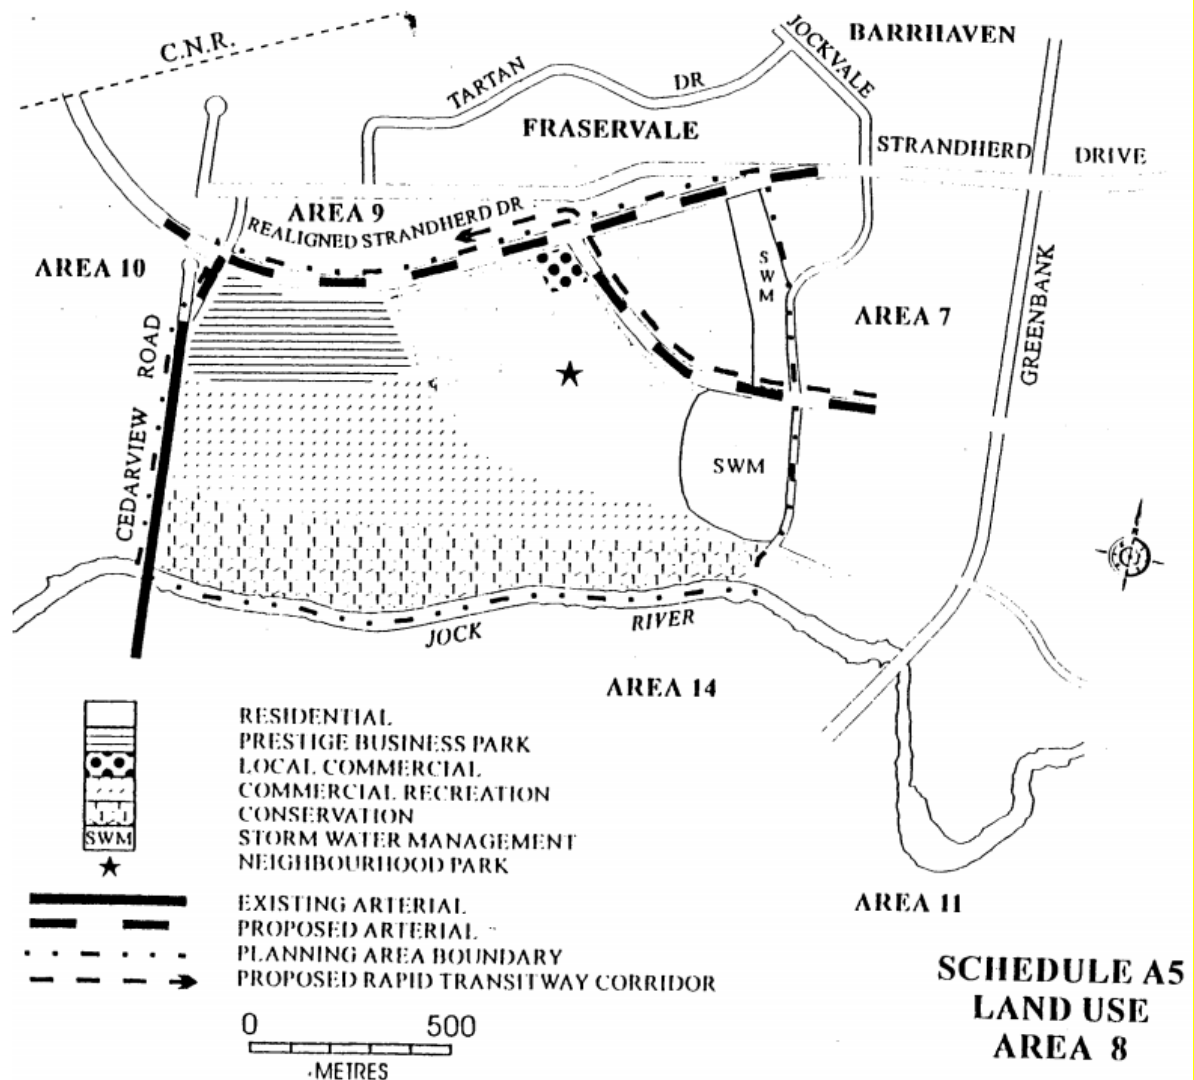 C.N.R.
JOCKVALE
BARRHAVEN
TARTAN DR
FRASERVALE
STRANDHERD DRIVE
AREA 9
REALIGNED STRANDHERD DR
AREA 10
SWM
AREA 7
GREENBANK
CEDARVIEW ROAD
SWM
JOCK RIVER
AREA 14
RESIDENTIAL
PRESTIGE BUSINESS PARK
LOCAL COMMERCIAL
COMMERCIAL RECREATION
CONSERVATION
SWM STORM WATER MANAGEMENT
NEIGHBOURHOOD PARK
EXISTING ARTERIAL
PROPOSED ARTERIAL
PLANNING AREA BOUNDARY
PROPOSED RAPID TRANSITWAY CORRIDOR
AREA 11
SCHEDULE A5
LAND USE
AREA 8
0 500
METRES